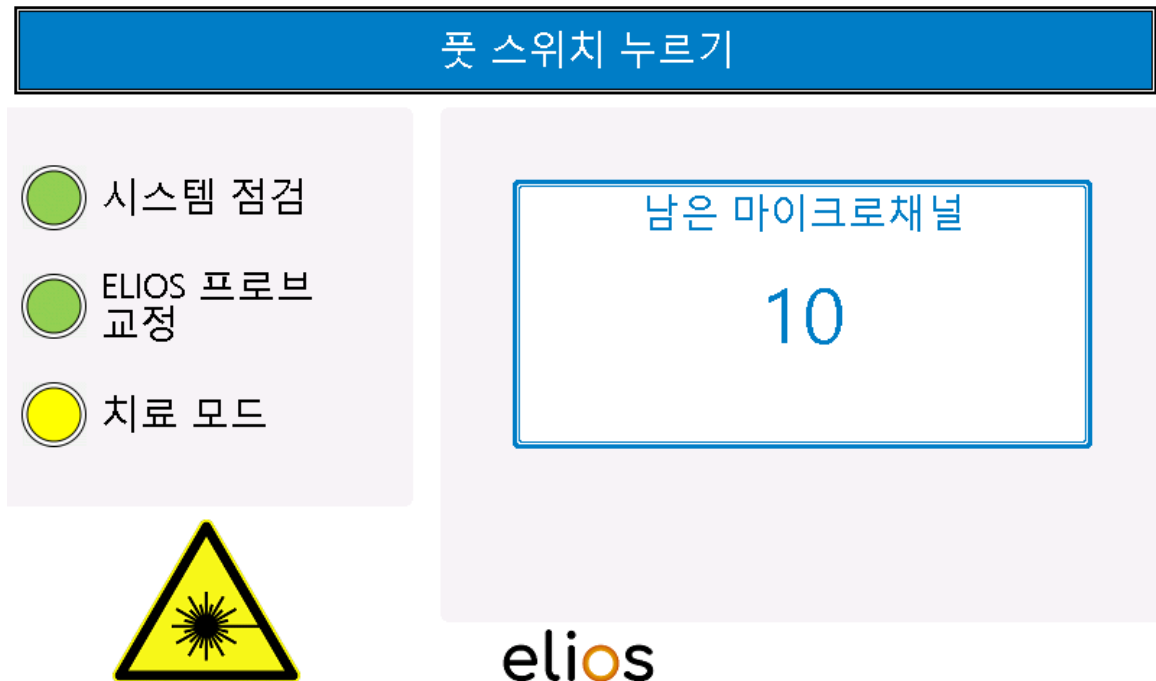 풋 스위치 누르기
시스템 점검
ELIOS 프로브
교정
치료 모드
남은 마이크로채널
10
elios